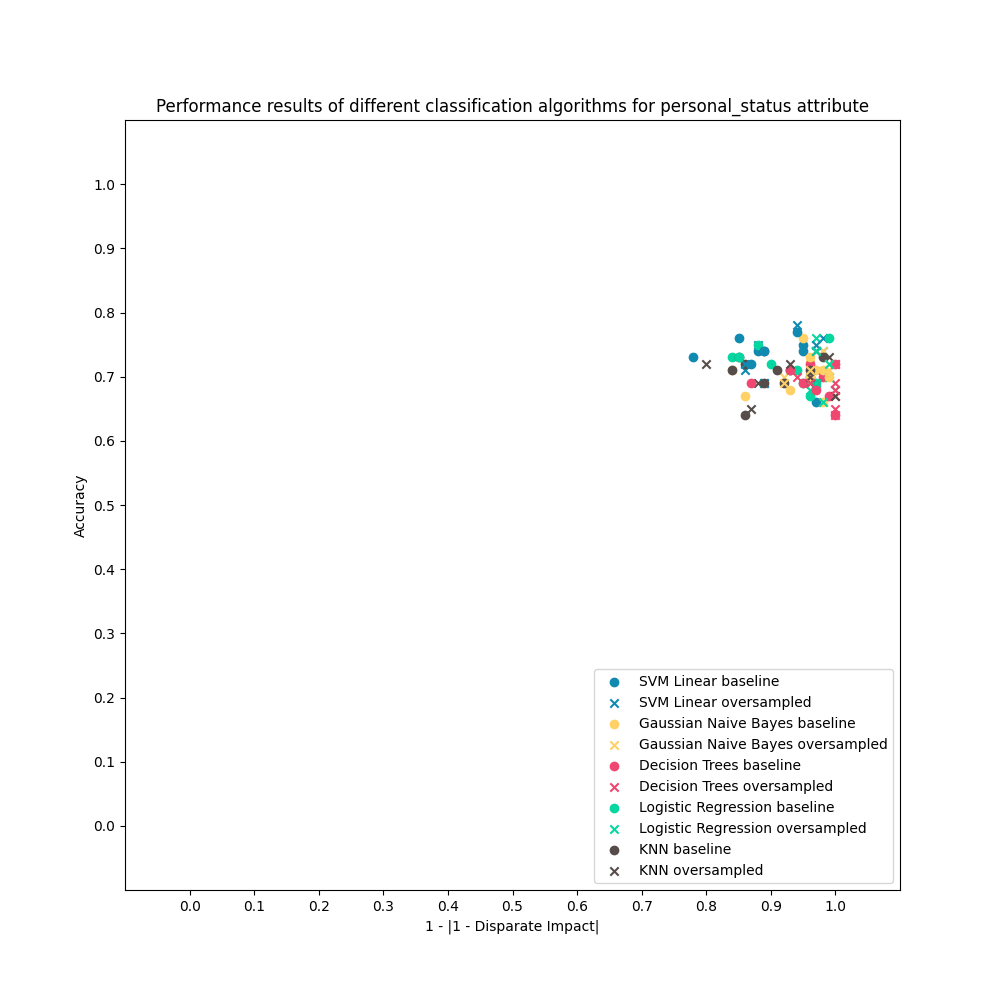 Performance results of different classification algorithms for personal_status attribute
1.0
0.9
0.8
0.7
0.6
0.5
0.4
0.3
0.2
0.1
0.0
Accuracy
SVM Linear baseline
SVM Linear oversampled
Gaussian Naive Bayes baseline
Gaussian Naive Bayes oversampled
Decision Trees baseline
Decision Trees oversampled
Logistic Regression baseline
Logistic Regression oversampled
KNN baseline
KNN oversampled
0.0 0.1 0.2 0.3 0.4 0.5 0.6 0.7 0.8 0.9 1.0
1 - |1 - Disparate Impact|